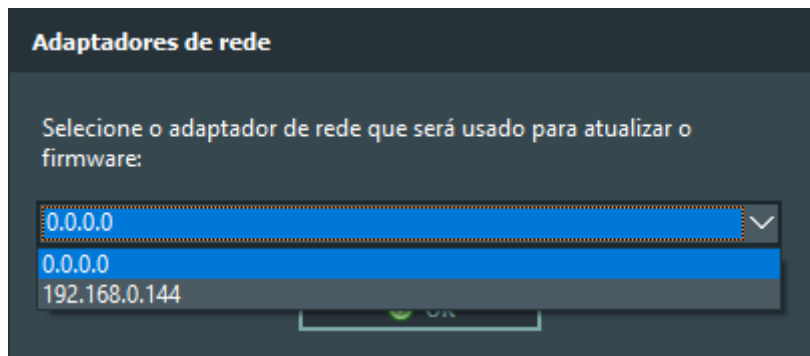 Adaptadores de rede
Selecione o adaptador de rede que será usado para atualizar o
firmware:
0.0.0.0
0.0.0.0
192.168.0.144